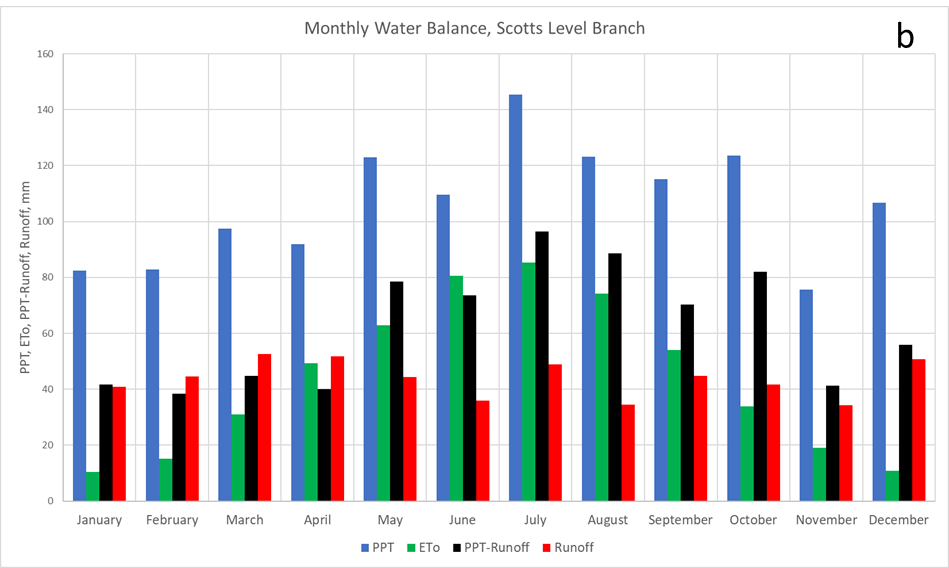 Monthly Water Balance, Scotts Level Branch
b
PPT, ETo, PPT-Runoff, Runoff, mm
160
140
120
100
80
60
40
20
0
January February March April May June July August September October November December
PPT ETo PPT-Runoff Runoff